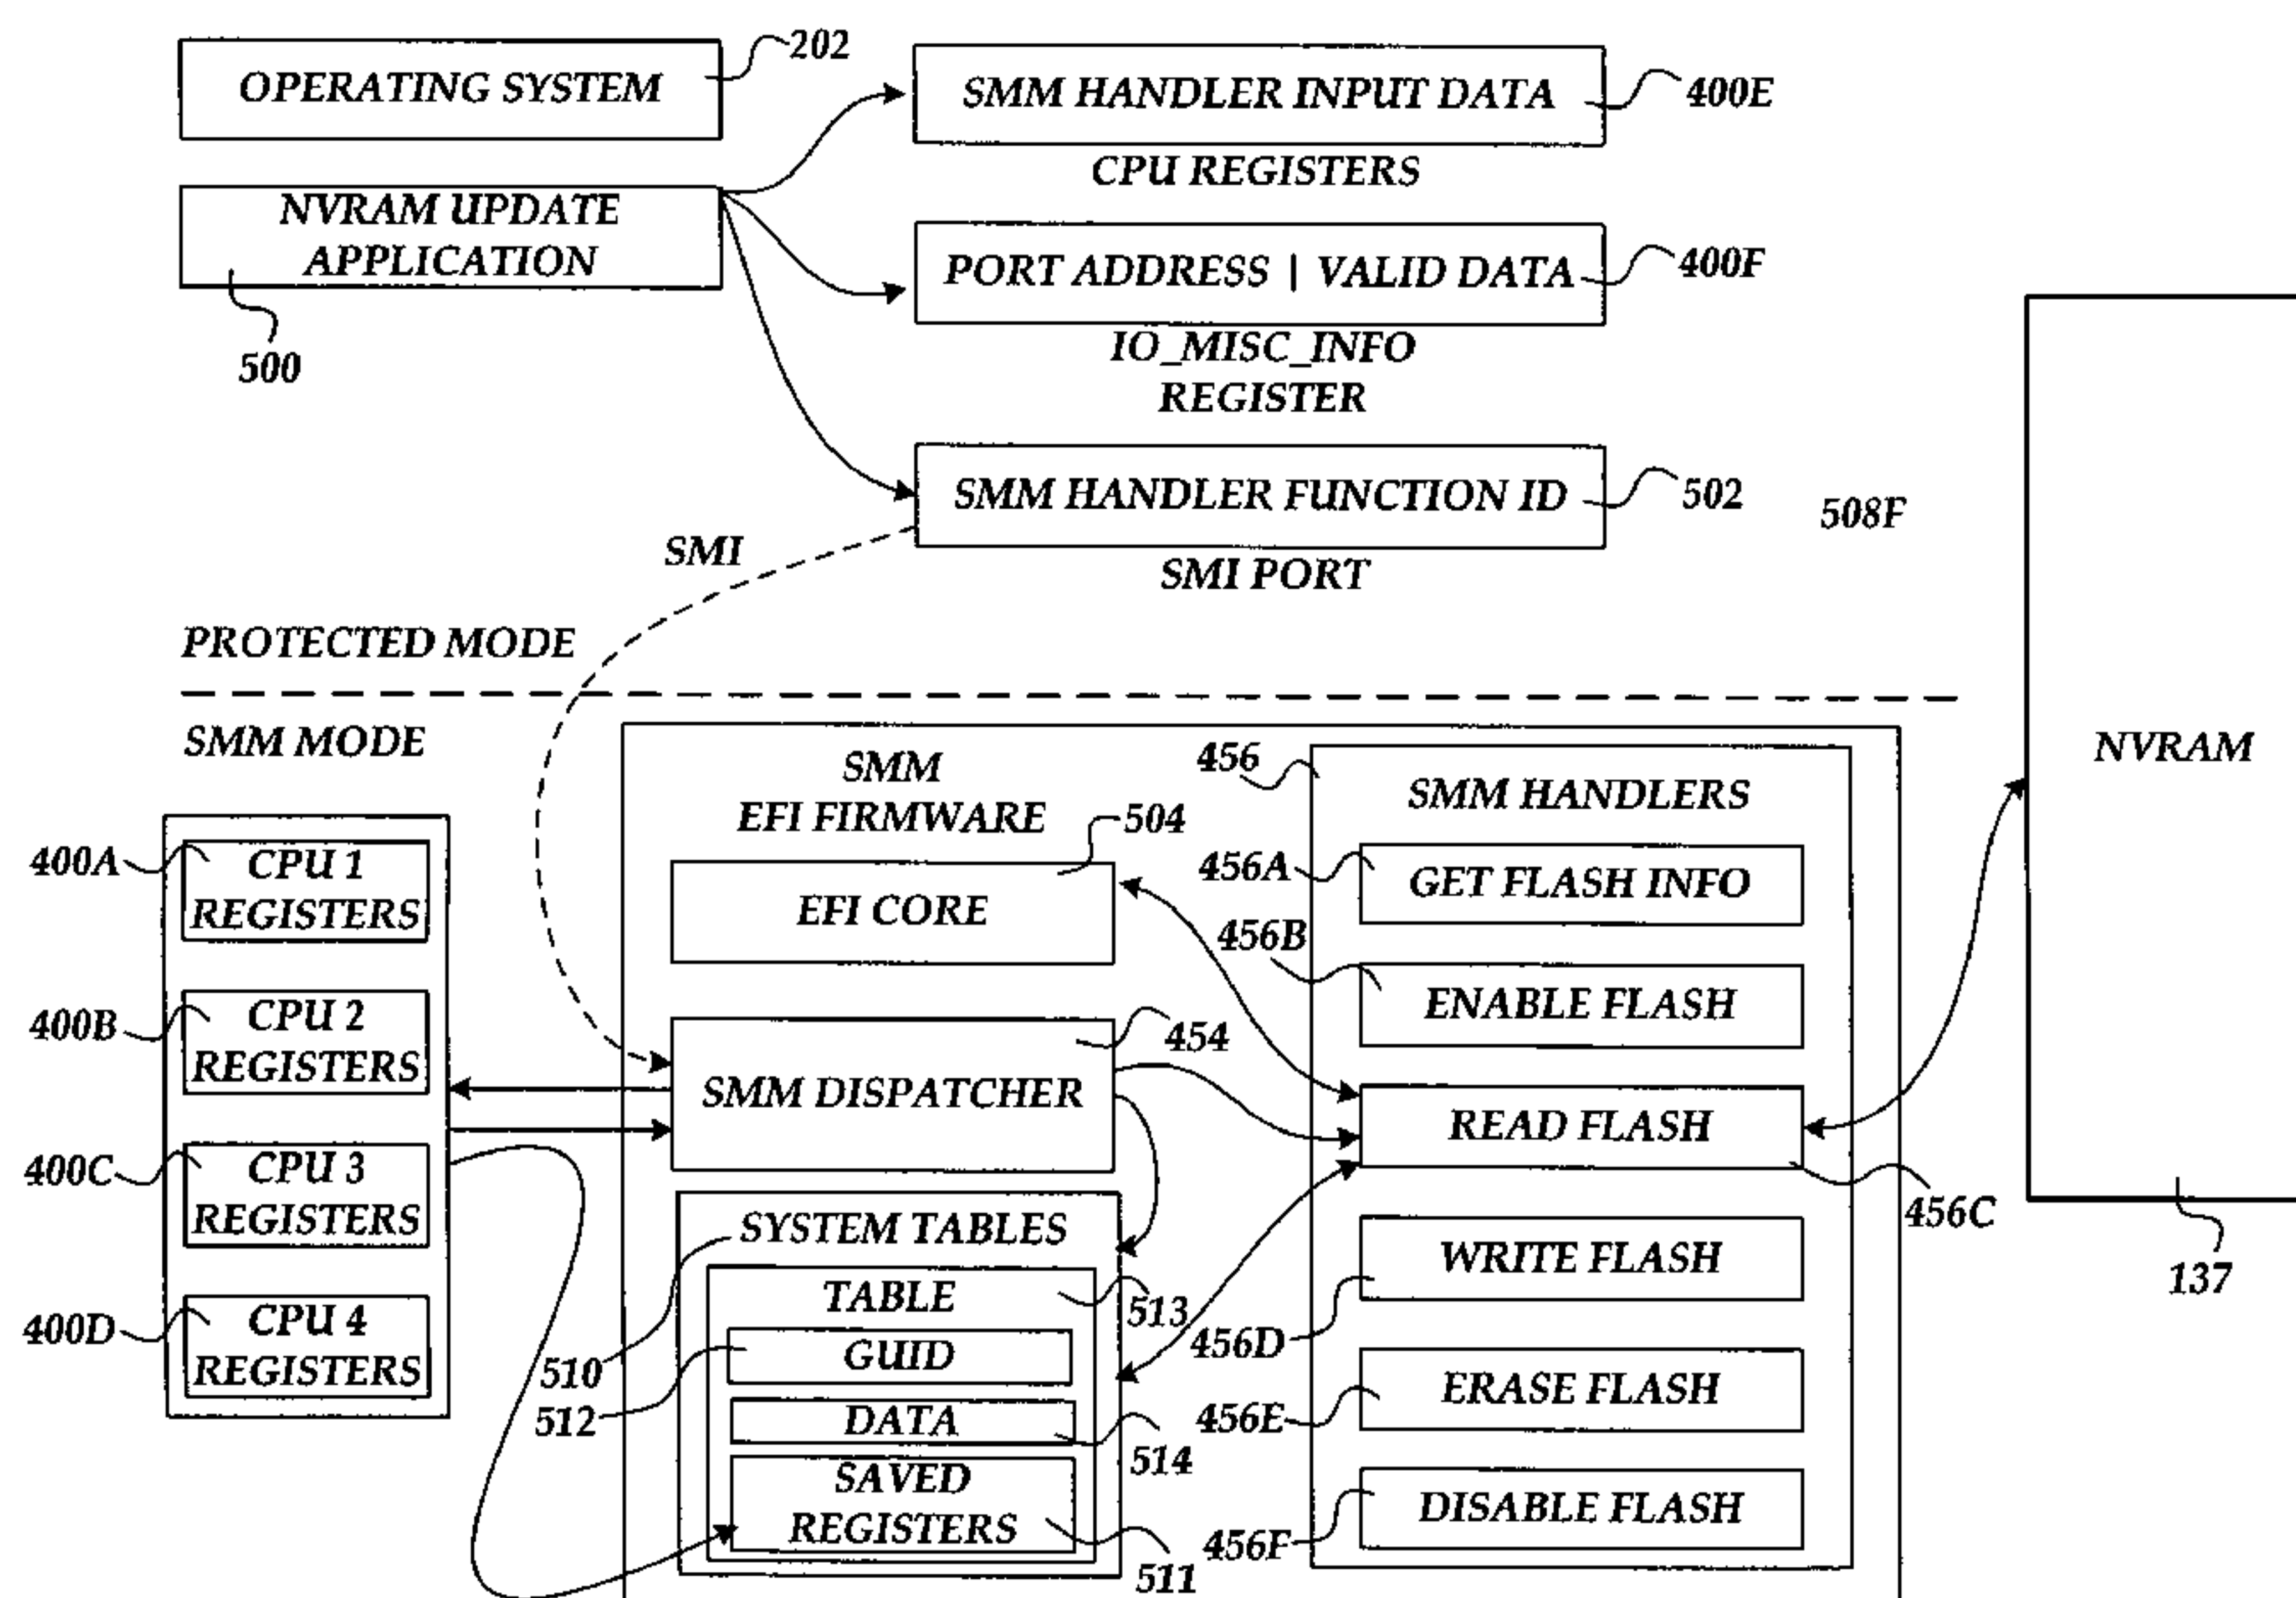 OPERATING SYSTEM
202
NVRAM UPDATE
APPLICATION
500
SMM HANDLER INPUT DATA
400E
CPU REGISTERS
PORT ADDRESS | VALID DATA
400F
IO_MISC_INFO
REGISTER
SMM HANDLER FUNCTION ID
502
508F
SMI
SMI PORT
PROTECTED MODE
SMM MODE
400A
CPU 1
REGISTERS
400B
CPU 2
REGISTERS
400C
CPU 3
REGISTERS
400D
CPU 4
REGISTERS
SMM
EFI FIRMWARE
504
EFI CORE
454
SMM DISPATCHER
SYSTEM TABLES
510
TABLE
513
GUID
512
DATA
514
SAVED
REGISTERS
511
456
SMM HANDLERS
456A
GET FLASH INFO
456B
ENABLE FLASH
READ FLASH
456C
WRITE FLASH
456D
ERASE FLASH
456E
DISABLE FLASH
456F
NVRAM
137